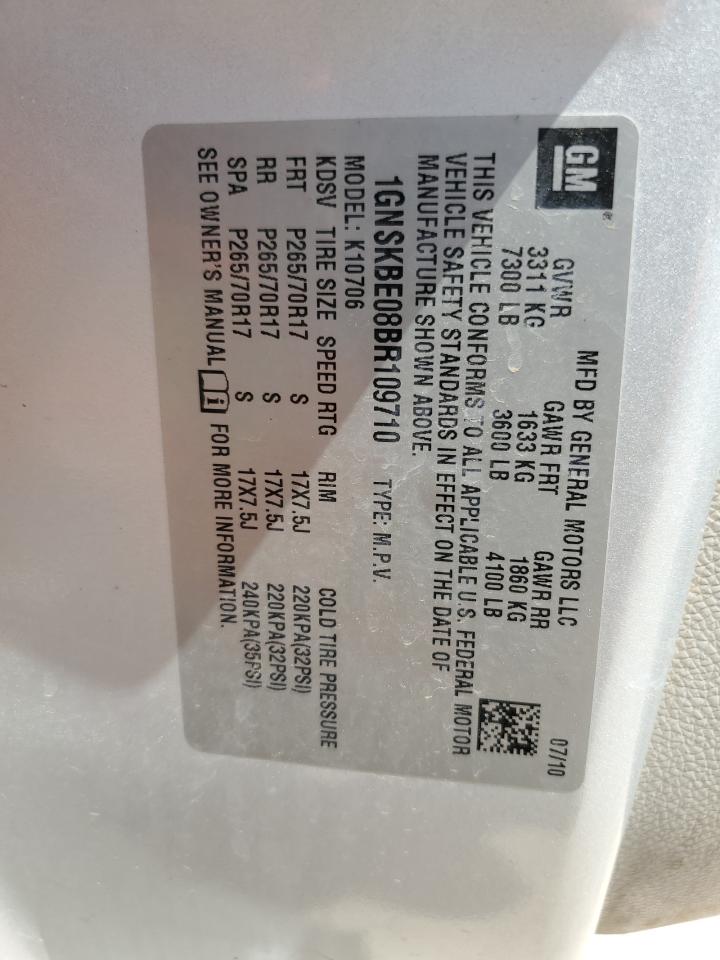 GM®
MFD BY GENERAL MOTORS LLC 07/10
GVWR GAWR FRT GAWR RR
3311 KG 1633 KG 1860 KG
7300 LB 3600 LB 4100 LB
THIS VEHICLE CONFORMS TO ALL APPLICABLE U.S. FEDERAL MOTOR
VEHICLE SAFETY STANDARDS IN EFFECT ON THE DATE OF
MANUFACTURE SHOWN ABOVE.
1GNSKBE08BR109710 TYPE: M.P.V.
MODEL: K10706
KDSV TIRE SIZE SPEED RTG RIM COLD TIRE PRESSURE
FRT P265/70R17 S 17X7.5J 220KPA(32PSI)
RR P265/70R17 S 17X7.5J 220KPA(32PSI)
SPA P265/70R17 S 17X7.5J 240KPA(35PSI)
SEE OWNER'S MANUAL i FOR MORE INFORMATION.